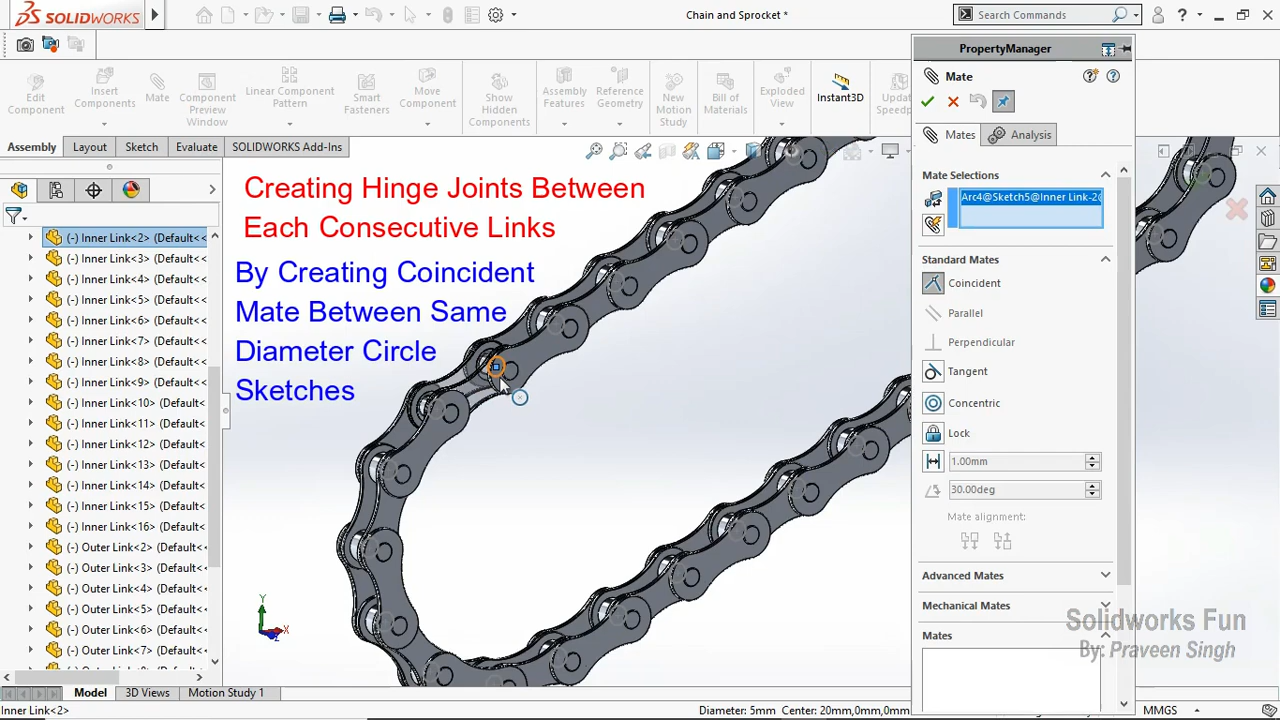 SOLIDWORKS
Chain and Sprocket *
Search Commands
Edit Component
Insert Components
Mate
Component Preview Window
Linear Component Pattern
Smart Fasteners
Move Component
Show Hidden Components
Assembly Features
Reference Geometry
New Motion Study
Bill of Materials
Exploded View
Instant3D
Updat
Speedp
Assembly
Layout
Sketch
Evaluate
SOLIDWORKS Add-Ins
(-) Inner Link<2> (Default<<
(-) Inner Link<3> (Default<<
(-) Inner Link<4> (Default<<
(-) Inner Link<5> (Default<<
(-) Inner Link<6> (Default<<
(-) Inner Link<7> (Default<<
(-) Inner Link<8> (Default<<
(-) Inner Link<9> (Default<<
(-) Inner Link<10> (Default<
(-) Inner Link<11> (Default<
(-) Inner Link<12> (Default<
(-) Inner Link<13> (Default<
(-) Inner Link<14> (Default<
(-) Inner Link<15> (Default<
(-) Inner Link<16> (Default<
(-) Outer Link<2> (Default<
(-) Outer Link<3> (Default<
(-) Outer Link<4> (Default<
(-) Outer Link<5> (Default<
(-) Outer Link<6> (Default<
(-) Outer Link<7> (Default<
Creating Hinge Joints Between
Each Consecutive Links
By Creating Coincident
Mate Between Same
Diameter Circle
Sketches
Y
X
Z
PropertyManager
Mate
Mates
Analysis
Mate Selections
Arc4@Sketch5@Inner Link-2@
Standard Mates
Coincident
Parallel
Perpendicular
Tangent
Concentric
Lock
1.00mm
30.00deg
Mate alignment:
Advanced Mates
Mechanical Mates
Mates
Solidworks Fun
By: Praveen Singh
Model
3D Views
Motion Study 1
Inner Link<2>
Diameter: 5mm Center: 20mm,0mm,0mm
MMGS